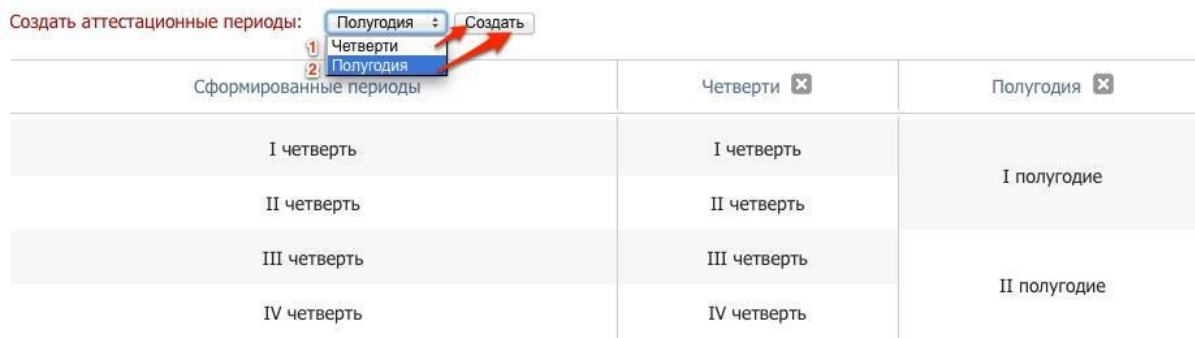 Создать аттестационные периоды: Полугодия Создать
1 Четверти
2 Полугодия
Сформированные периоды Четверти Полугодия
I четверть I четверть I полугодие
II четверть II четверть
III четверть III четверть II полугодие
IV четверть IV четверть